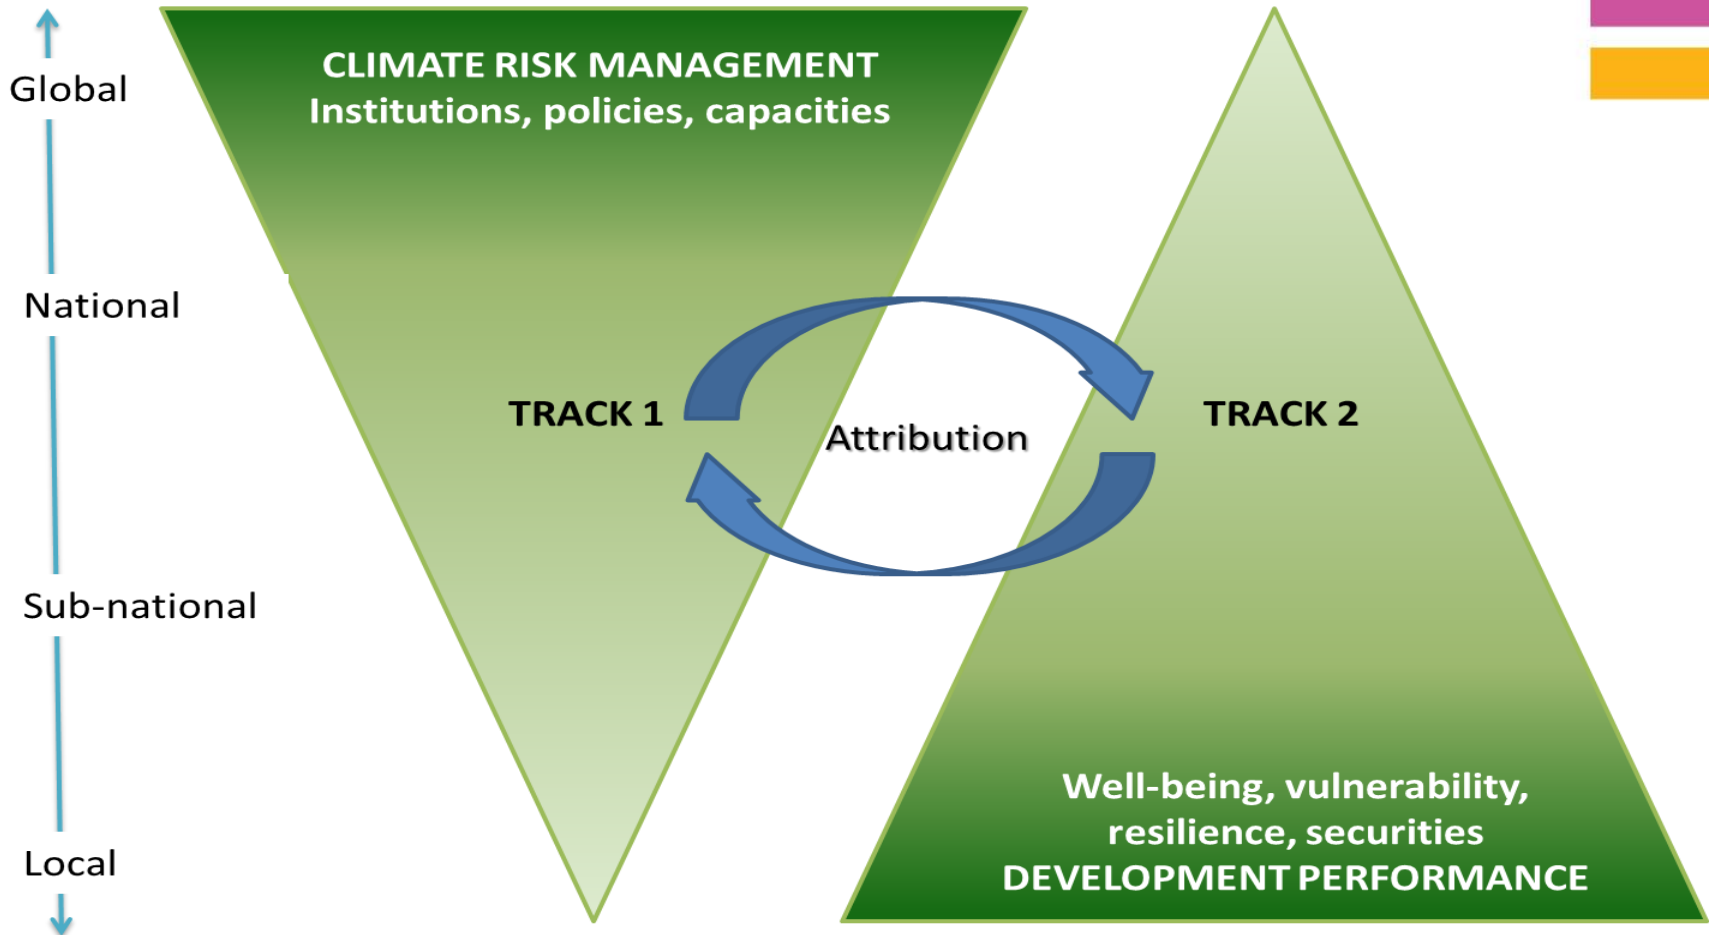 CLIMATE RISK MANAGEMENT
Institutions, policies, capacities
Global
National
Sub-national
Local
TRACK 1
Attribution
TRACK 2
Well-being, vulnerability,
resilience, securities
DEVELOPMENT PERFORMANCE